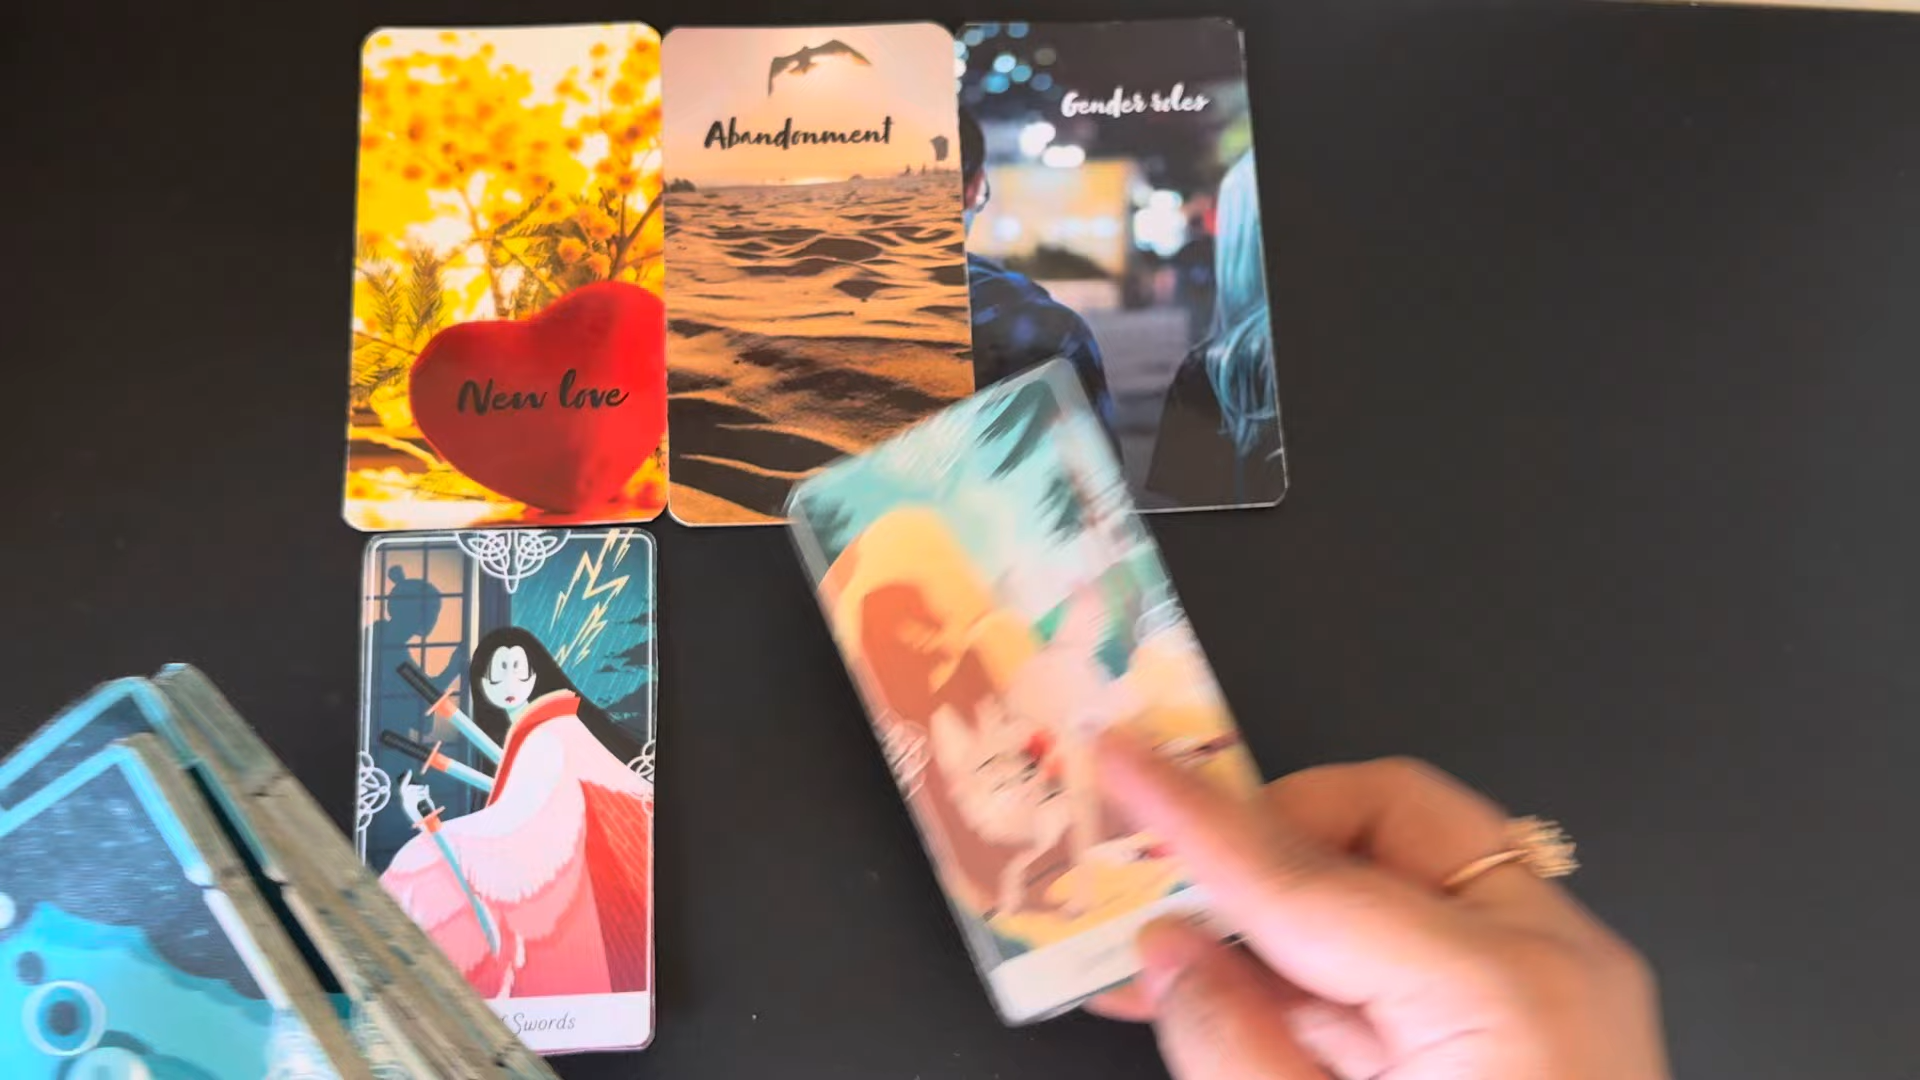 New love
Abandonment
Gender roles
Swords